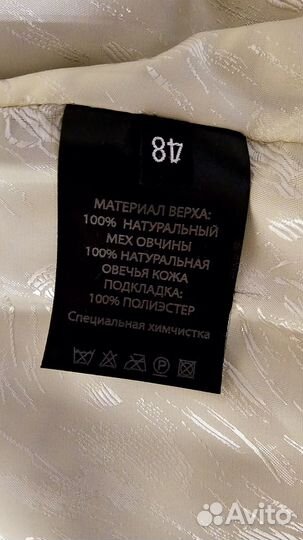 48
МАТЕРИАЛ ВЕРХА:
100% НАТУРАЛЬНЫЙ
МЕХ ОВЧИНЫ
100% НАТУРАЛЬНАЯ
ОВЕЧЬЯ КОЖА
ПОДКЛАДКА:
100% ПОЛИЭСТЕР
Специальная химчистка
P
Avito